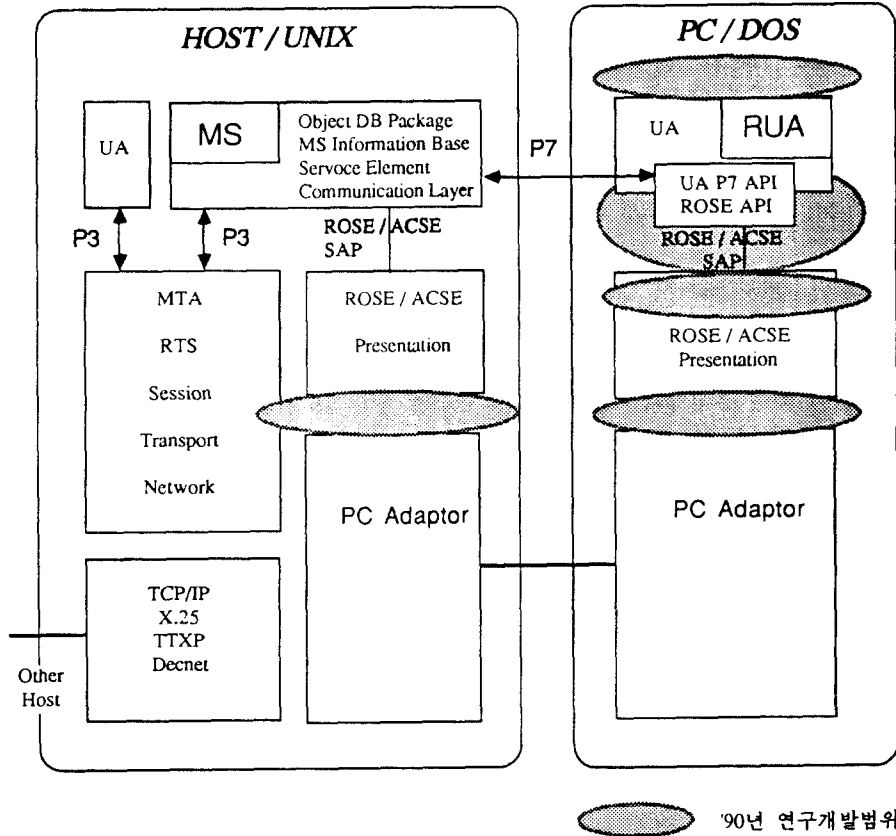 HOST / UNIX
UA
MS
Object DB Package
MS Information Base
Servoce Element
Communication Layer
P3
P3
ROSE / ACSE
SAP
MTA
RTS
Session
Transport
Network
ROSE / ACSE
Presentation
PC Adaptor
TCP/IP
X.25
TTXP
Decnet
Other
Host
P7
PC / DOS
UA
RUA
UA P7 API
ROSE API
ROSE / ACSE
SAP
ROSE / ACSE
Presentation
PC Adaptor
'90년 연구개발범위